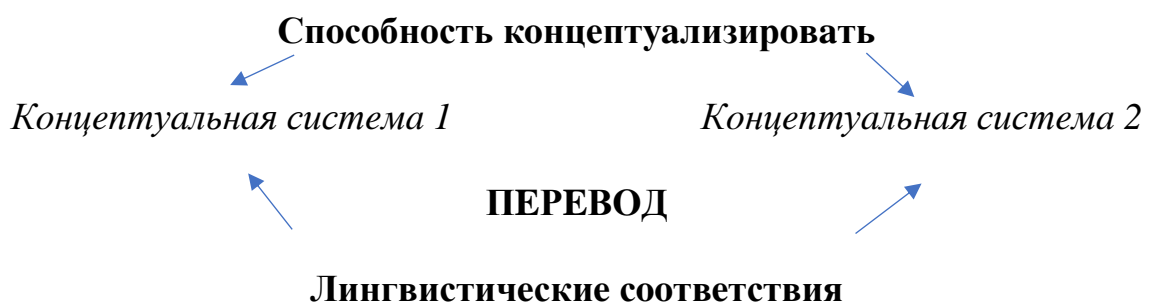 Способность концептуализировать
Концептуальная система 1 Концептуальная система 2
ПЕРЕВОД
Лингвистические соответствия